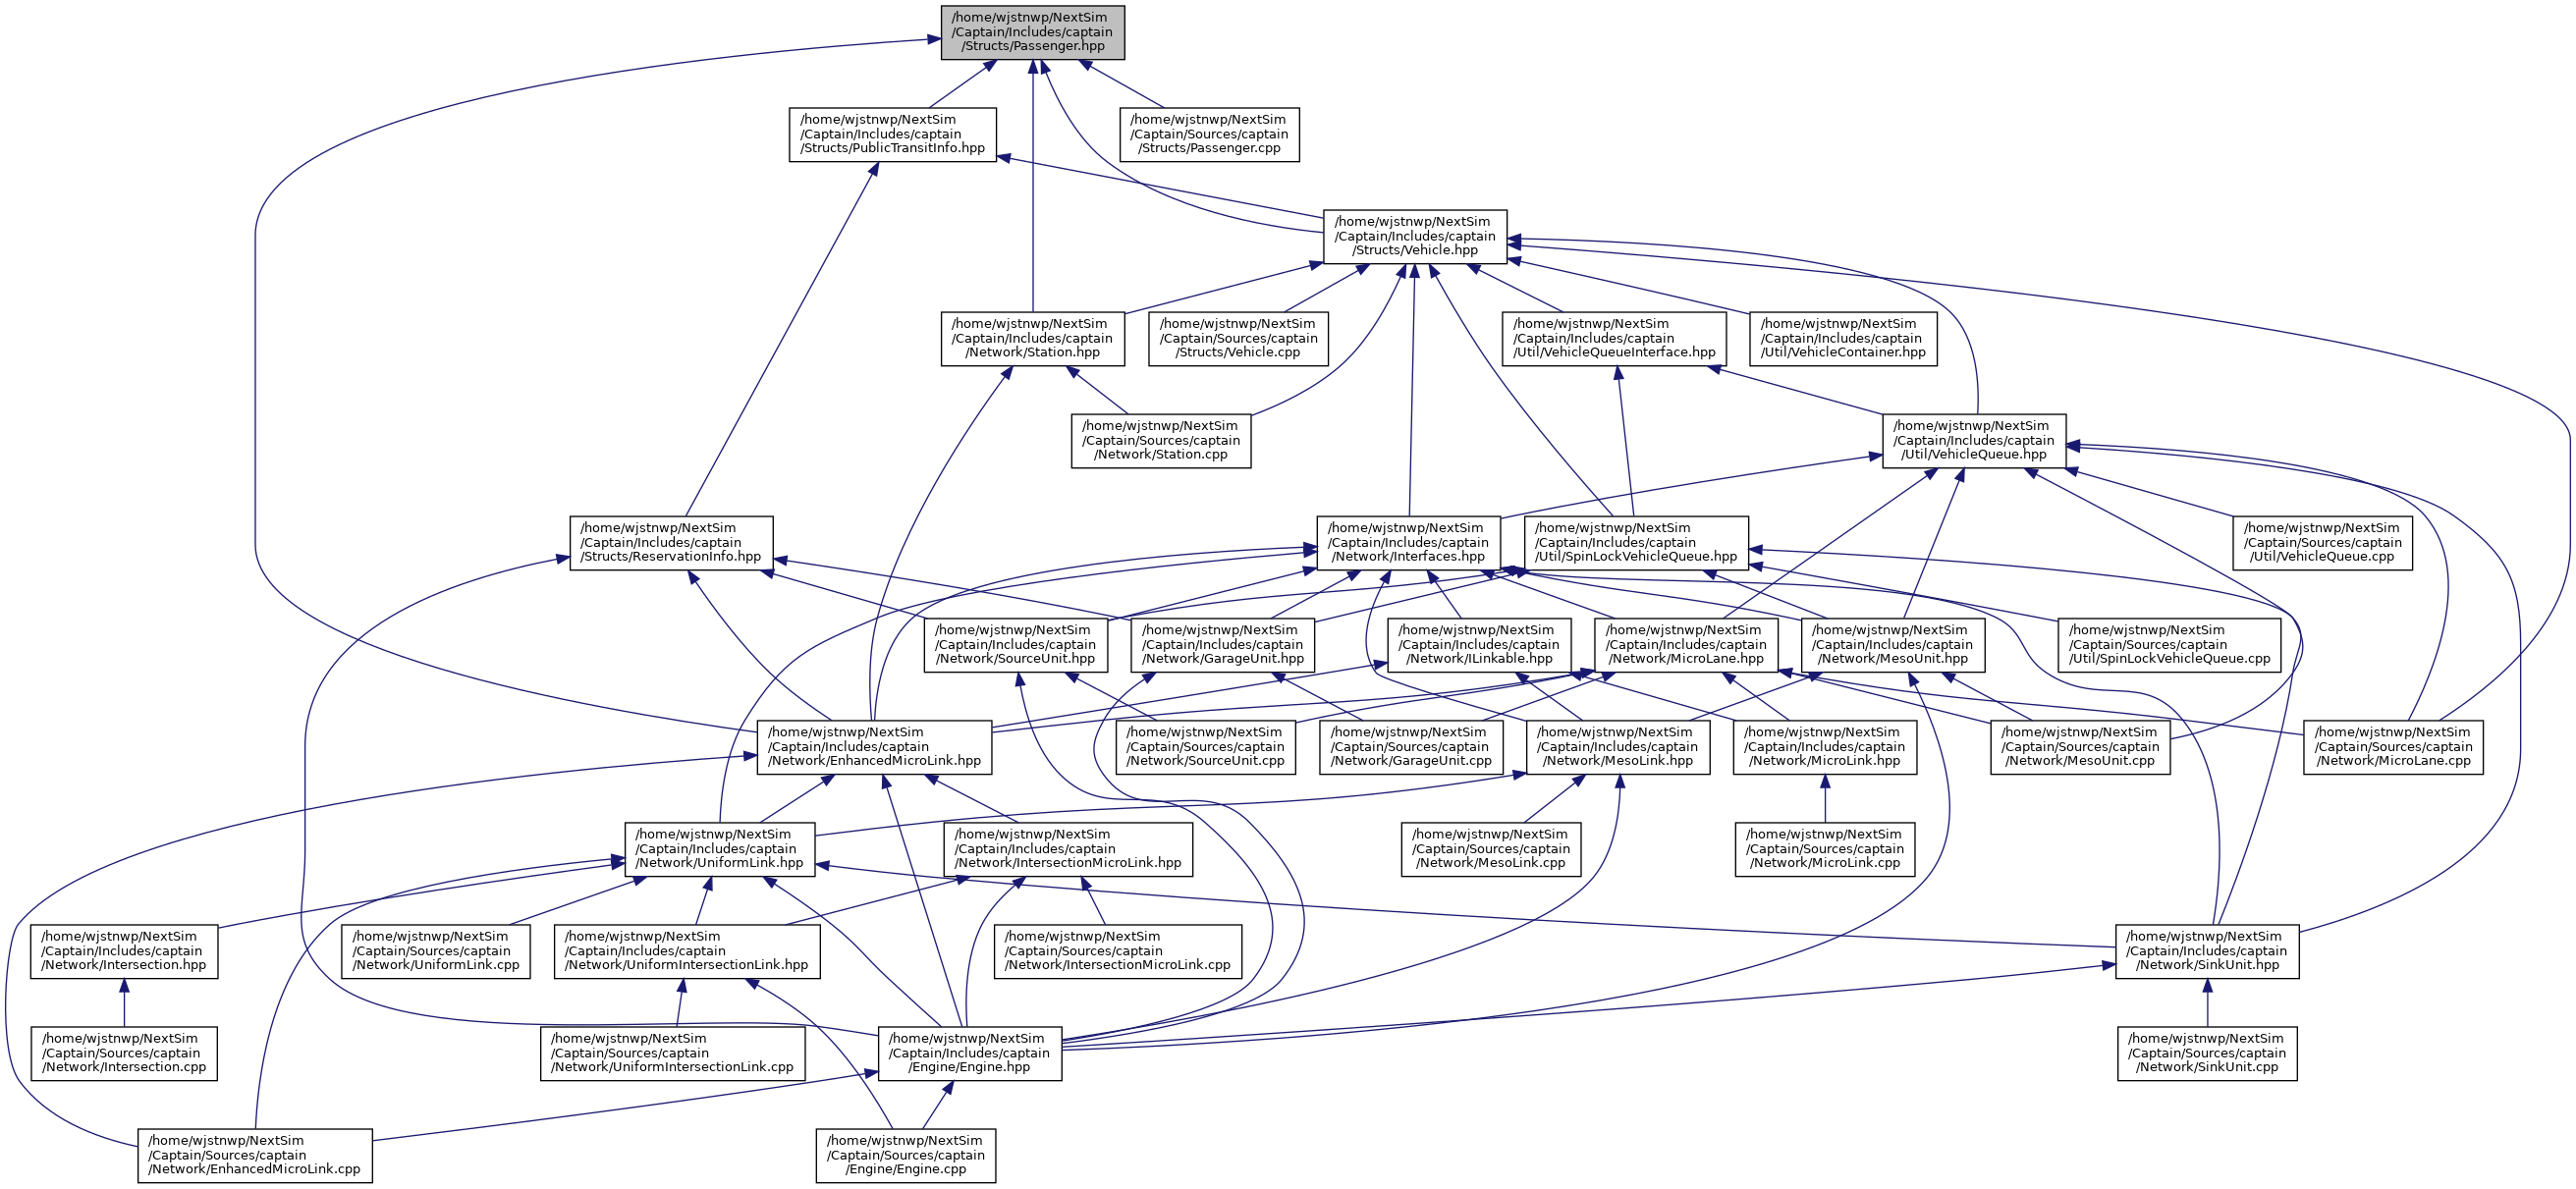 /home/wjstnwp/NextSim
/Captain/Includes/captain
/Structs/Passenger.hpp
/home/wjstnwp/NextSim
/Captain/Includes/captain
/Structs/PublicTransitInfo.hpp
/home/wjstnwp/NextSim
/Captain/Sources/captain
/Structs/Passenger.cpp
/home/wjstnwp/NextSim
/Captain/Includes/captain
/Structs/Vehicle.hpp
/home/wjstnwp/NextSim
/Captain/Includes/captain
/Network/Station.hpp
/home/wjstnwp/NextSim
/Captain/Sources/captain
/Structs/Vehicle.cpp
/home/wjstnwp/NextSim
/Captain/Includes/captain
/Util/VehicleQueueInterface.hpp
/home/wjstnwp/NextSim
/Captain/Includes/captain
/Util/VehicleContainer.hpp
/home/wjstnwp/NextSim
/Captain/Sources/captain
/Network/Station.cpp
/home/wjstnwp/NextSim
/Captain/Includes/captain
/Util/VehicleQueue.hpp
/home/wjstnwp/NextSim
/Captain/Includes/captain
/Structs/ReservationInfo.hpp
/home/wjstnwp/NextSim
/Captain/Includes/captain
/Network/Interfaces.hpp
/home/wjstnwp/NextSim
/Captain/Includes/captain
/Util/SpinLockVehicleQueue.hpp
/home/wjstnwp/NextSim
/Captain/Sources/captain
/Util/VehicleQueue.cpp
/home/wjstnwp/NextSim
/Captain/Includes/captain
/Network/SourceUnit.hpp
/home/wjstnwp/NextSim
/Captain/Includes/captain
/Network/GarageUnit.hpp
/home/wjstnwp/NextSim
/Captain/Includes/captain
/Network/ILinkable.hpp
/home/wjstnwp/NextSim
/Captain/Includes/captain
/Network/MicroLane.hpp
/home/wjstnwp/NextSim
/Captain/Includes/captain
/Network/MesoUnit.hpp
/home/wjstnwp/NextSim
/Captain/Sources/captain
/Util/SpinLockVehicleQueue.cpp
/home/wjstnwp/NextSim
/Captain/Includes/captain
/Network/EnhancedMicroLink.hpp
/home/wjstnwp/NextSim
/Captain/Sources/captain
/Network/SourceUnit.cpp
/home/wjstnwp/NextSim
/Captain/Sources/captain
/Network/GarageUnit.cpp
/home/wjstnwp/NextSim
/Captain/Includes/captain
/Network/MesoLink.hpp
/home/wjstnwp/NextSim
/Captain/Includes/captain
/Network/MicroLink.hpp
/home/wjstnwp/NextSim
/Captain/Sources/captain
/Network/MesoUnit.cpp
/home/wjstnwp/NextSim
/Captain/Sources/captain
/Network/MicroLane.cpp
/home/wjstnwp/NextSim
/Captain/Includes/captain
/Network/UniformLink.hpp
/home/wjstnwp/NextSim
/Captain/Includes/captain
/Network/IntersectionMicroLink.hpp
/home/wjstnwp/NextSim
/Captain/Sources/captain
/Network/MesoLink.cpp
/home/wjstnwp/NextSim
/Captain/Sources/captain
/Network/MicroLink.cpp
/home/wjstnwp/NextSim
/Captain/Includes/captain
/Network/Intersection.hpp
/home/wjstnwp/NextSim
/Captain/Sources/captain
/Network/UniformLink.cpp
/home/wjstnwp/NextSim
/Captain/Includes/captain
/Network/UniformIntersectionLink.hpp
/home/wjstnwp/NextSim
/Captain/Sources/captain
/Network/IntersectionMicroLink.cpp
/home/wjstnwp/NextSim
/Captain/Includes/captain
/Network/SinkUnit.hpp
/home/wjstnwp/NextSim
/Captain/Sources/captain
/Network/Intersection.cpp
/home/wjstnwp/NextSim
/Captain/Sources/captain
/Network/UniformIntersectionLink.cpp
/home/wjstnwp/NextSim
/Captain/Includes/captain
/Engine/Engine.hpp
/home/wjstnwp/NextSim
/Captain/Sources/captain
/Network/SinkUnit.cpp
/home/wjstnwp/NextSim
/Captain/Sources/captain
/Network/EnhancedMicroLink.cpp
/home/wjstnwp/NextSim
/Captain/Sources/captain
/Engine/Engine.cpp